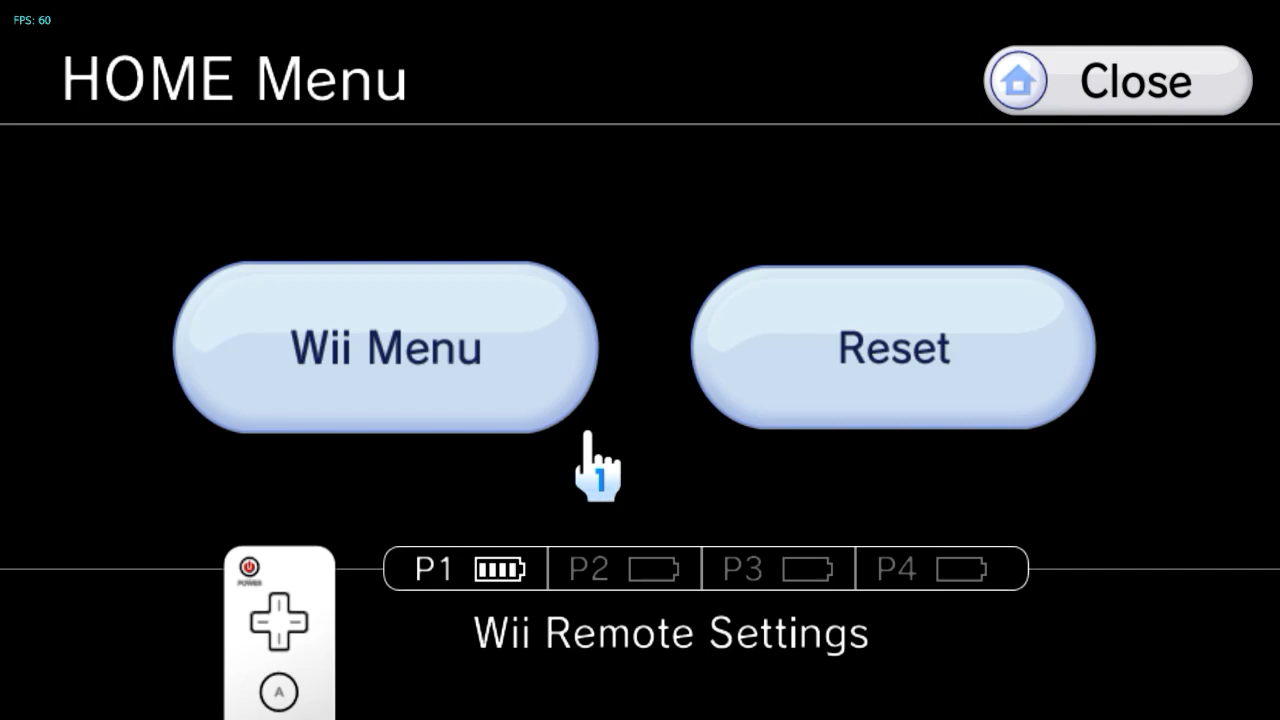 FPS: 60
HOME Menu
Close
Wii Menu
Reset
1
P1
P2
P3
P4
POWER
Wii Remote Settings
A